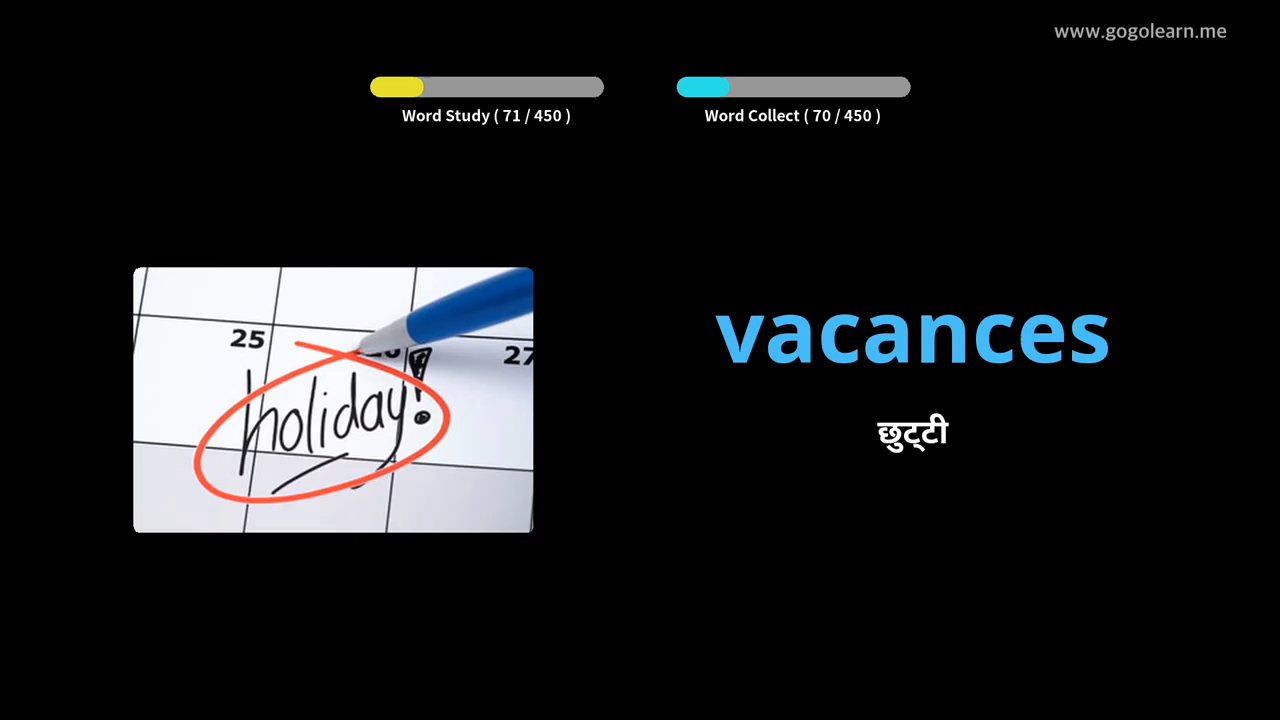 www.gogolearn.me
Word Study ( 71 / 450 )
Word Collect ( 70 / 450 )
25
27
holiday!
vacances
छुट्टी